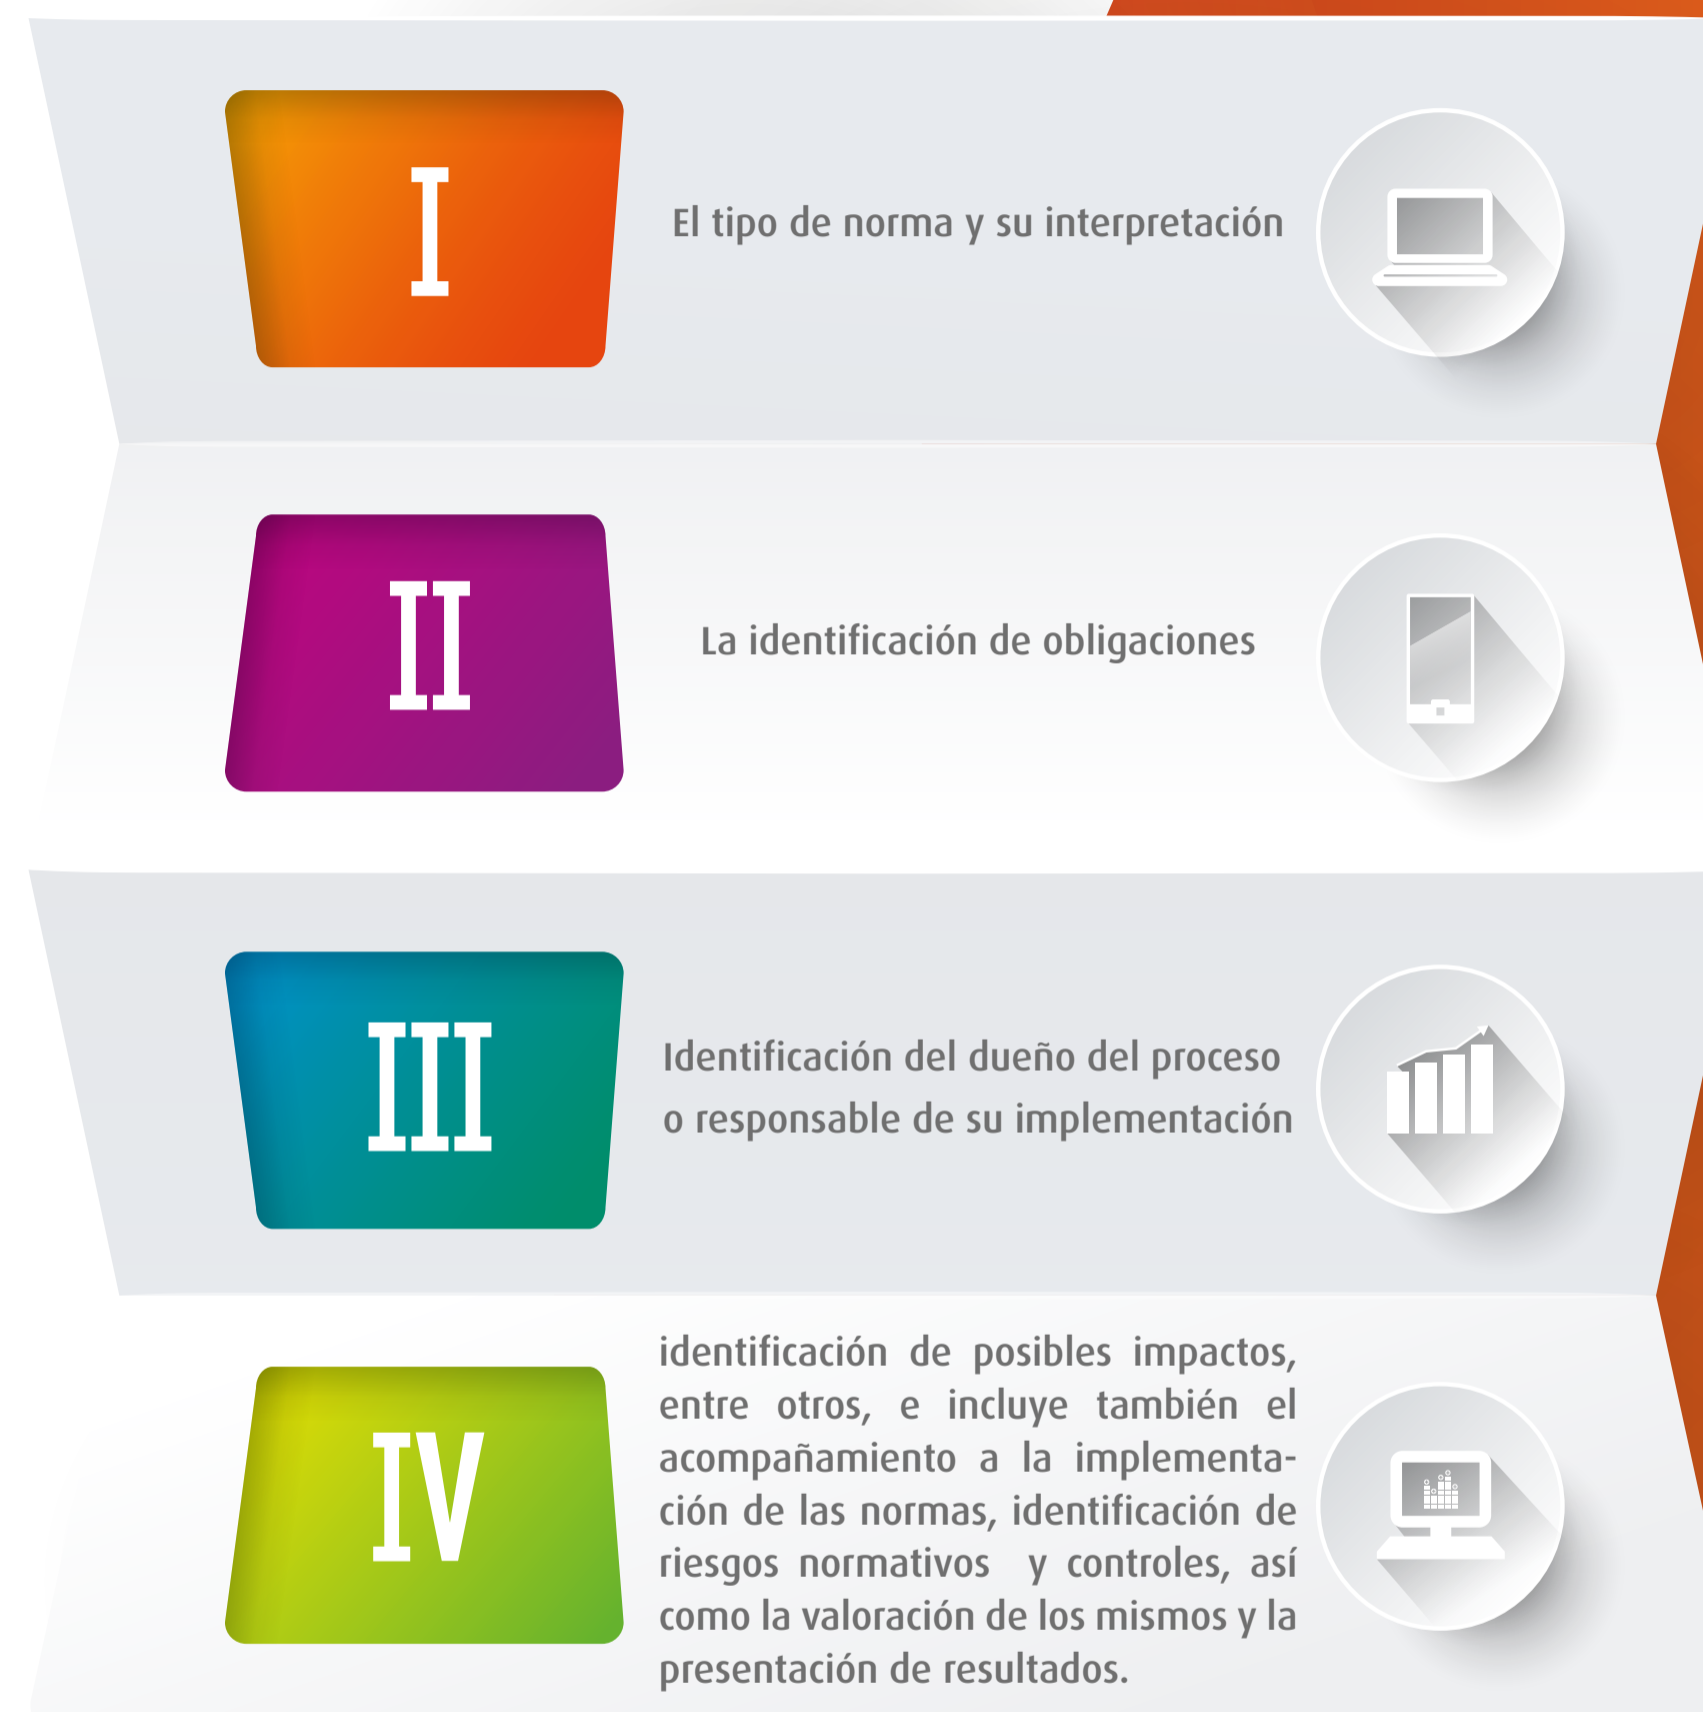 I
El tipo de norma y su interpretación
II
La identificación de obligaciones
III
Identificación del dueño del proceso
o responsable de su implementación
IV
identificación de posibles impactos,
entre otros, e incluye también el
acompañamiento a la implementa-
ción de las normas, identificación de
riesgos normativos y controles, así
como la valoración de los mismos y la
presentación de resultados.